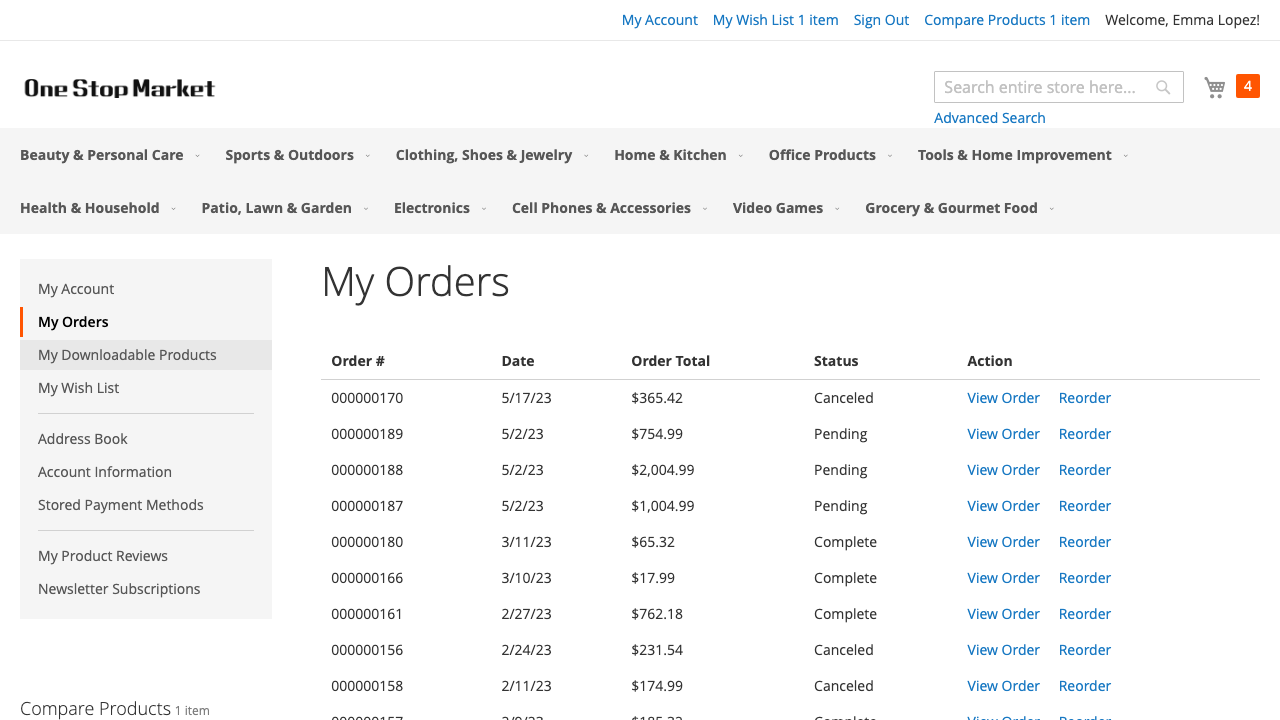 My Account My Wish List 1 item Sign Out Compare Products 1 item Welcome, Emma Lopez!
One Stop Market
Search entire store here...
4
Advanced Search
Beauty & Personal Care Sports & Outdoors Clothing, Shoes & Jewelry Home & Kitchen Office Products Tools & Home Improvement
Health & Household Patio, Lawn & Garden Electronics Cell Phones & Accessories Video Games Grocery & Gourmet Food
My Account
My Orders
My Downloadable Products
My Wish List
Address Book
Account Information
Stored Payment Methods
My Product Reviews
Newsletter Subscriptions
Compare Products 1 item
My Orders
Order # Date Order Total Status Action
000000170 5/17/23 $365.42 Canceled View Order Reorder
000000189 5/2/23 $754.99 Pending View Order Reorder
000000188 5/2/23 $2,004.99 Pending View Order Reorder
000000187 5/2/23 $1,004.99 Pending View Order Reorder
000000180 3/11/23 $65.32 Complete View Order Reorder
000000166 3/10/23 $17.99 Complete View Order Reorder
000000161 2/27/23 $762.18 Complete View Order Reorder
000000156 2/24/23 $231.54 Canceled View Order Reorder
000000158 2/11/23 $174.99 Canceled View Order Reorder